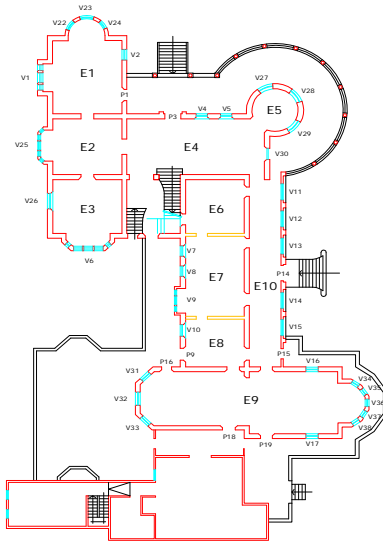 V23
V22 V24
V2
V1 E1
V27
V28
P1
P3 V4 V5 E5
V29
V25 E2 E4
V30
V11
V26 E3 E6
V12
V13
V7
V6
V8 E7 P14
E10
V9 V14
V15
V10
E8
P9 P15
P16 V16
V31 V34
V35
V32 E9 V36
V37
V33 V38
P18
P19 V17